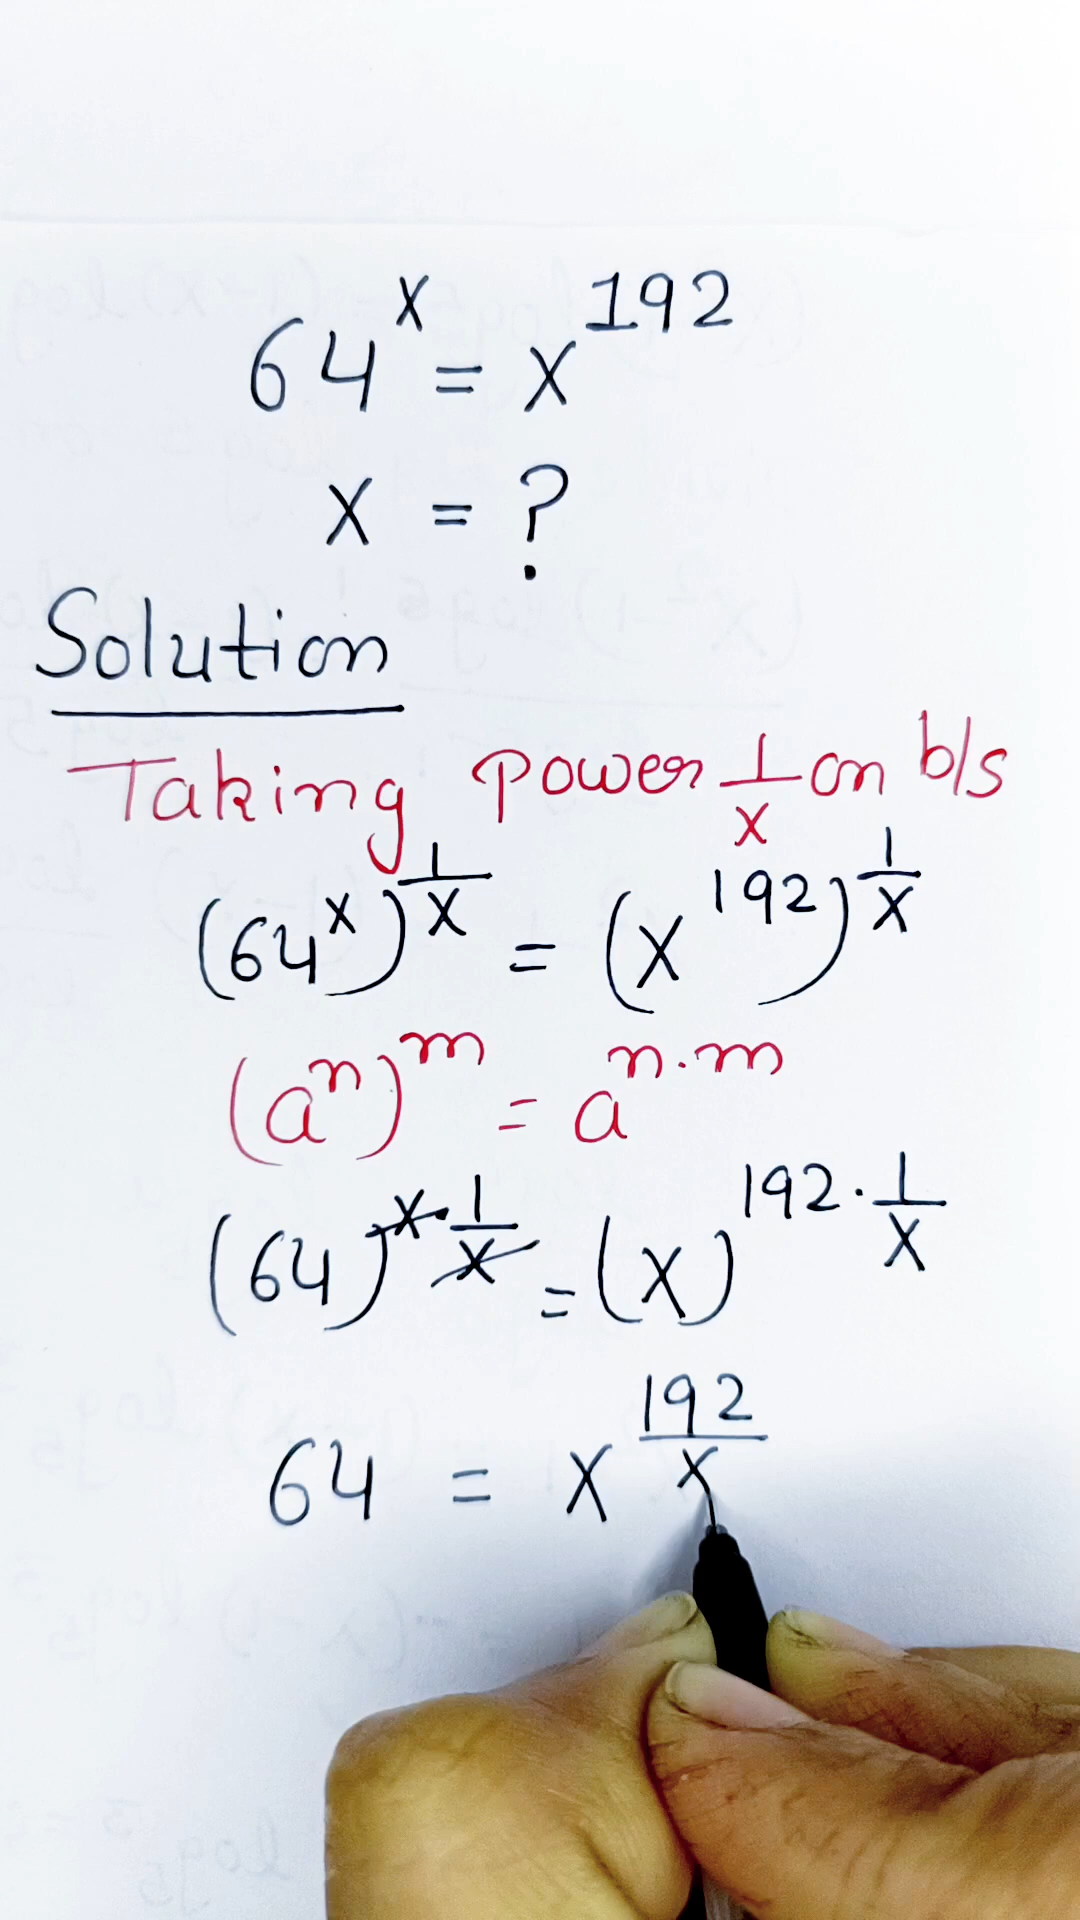 64^x = x^192
x = ?
Solution
Taking power 1/x on b/s
(64^x)^(1/x) = (x^192)^(1/x)
(a^n)^m = a^(n·m)
(64)^(x·1/x) = (x)^(192·1/x)
64 = x^(192/x)